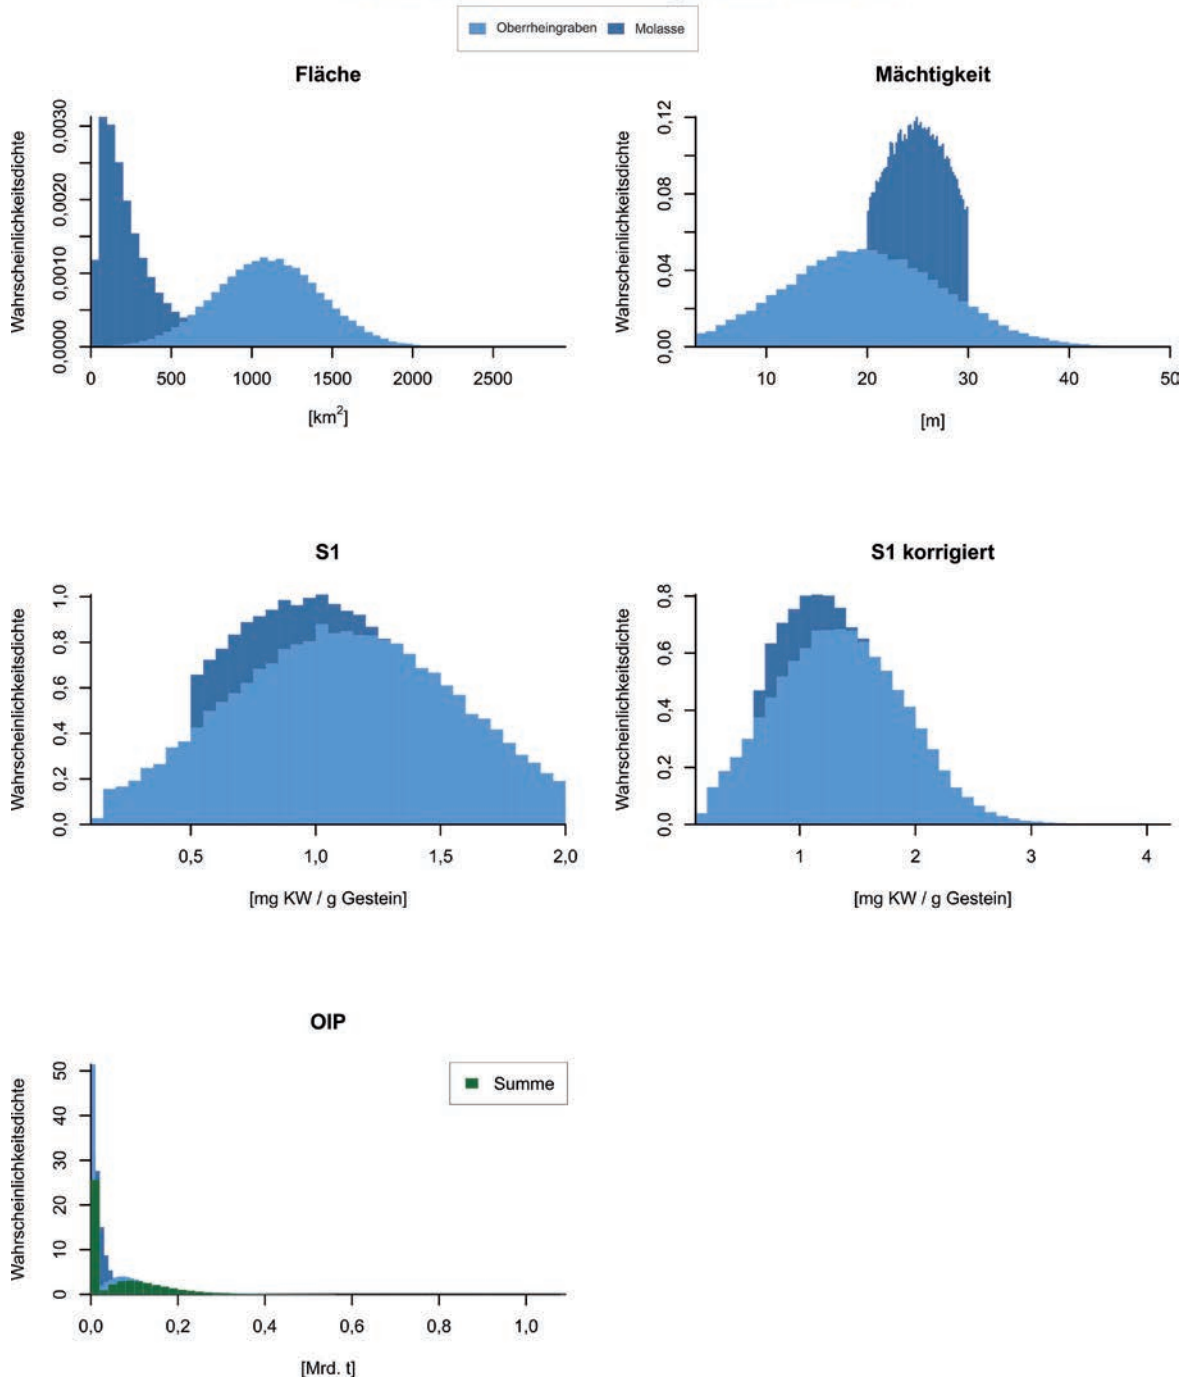 Oberrheingraben Molasse
Fläche
Wahrscheinlichkeitsdichte
0,0000 0,0010 0,0020 0,0030
0 500 1000 1500 2000 2500
[km²]
Mächtigkeit
Wahrscheinlichkeitsdichte
0,00 0,04 0,08 0,12
10 20 30 40 50
[m]
S1
Wahrscheinlichkeitsdichte
0,0 0,2 0,4 0,6 0,8 1,0
0,5 1,0 1,5 2,0
[mg KW / g Gestein]
S1 korrigiert
Wahrscheinlichkeitsdichte
0,0 0,2 0,4 0,6 0,8
1 2 3 4
[mg KW / g Gestein]
OIP
Summe
Wahrscheinlichkeitsdichte
0 10 20 30 40 50
0,0 0,2 0,4 0,6 0,8 1,0
[Mrd. t]